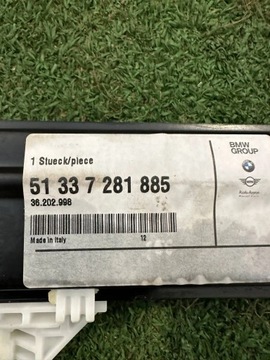 1 Stueck/piece
51 33 7 281 885
36.202.998
Made in Italy
12
BMW
GROUP